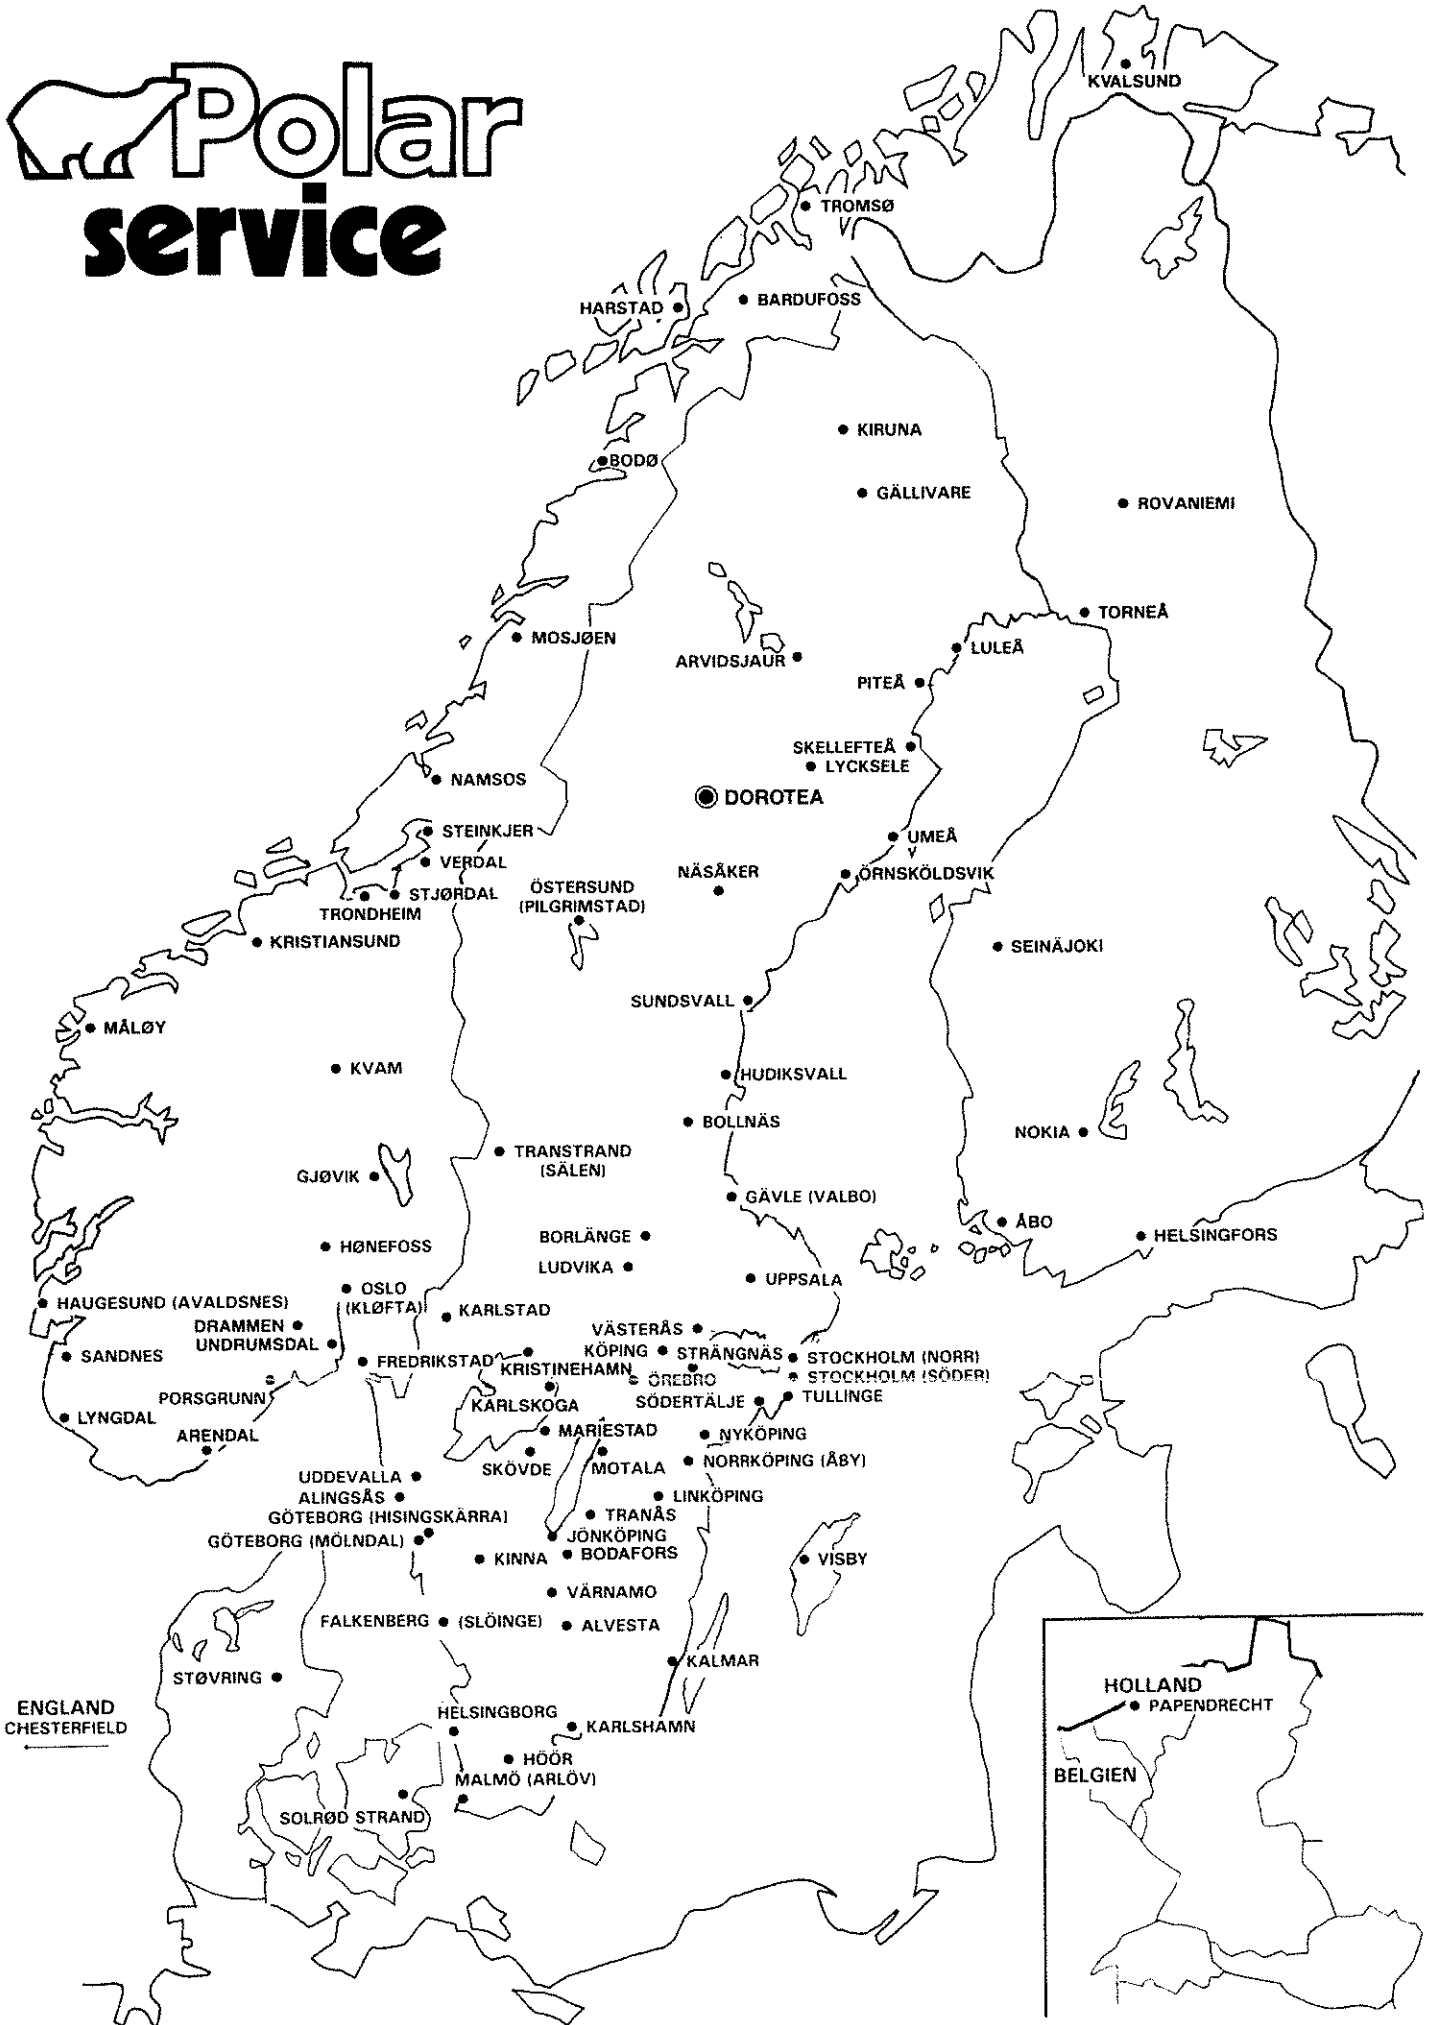 Polar
service
KVALSUND
TROMSØ
HARSTAD
BARDUFOSS
KIRUNA
BODØ
GÄLLIVARE
ROVANIEMI
TORNEÅ
MOSJØEN
LULEÅ
ARVIDSJAUR
PITEÅ
SKELLEFTEÅ
LYCKSELE
NAMSOS
DOROTEA
STEINKJER
UMEÅ
VERDAL
NÄSÅKER
ÖRNSKÖLDSVIK
STJØRDAL
ÖSTERSUND
(PILGRIMSTAD)
TRONDHEIM
KRISTIANSUND
SEINÄJOKI
SUNDSVALL
MÅLØY
KVAM
HUDIKSVALL
BOLLNÄS
NOKIA
TRANSTRAND
(SÄLEN)
GJØVIK
GÄVLE (VALBO)
ÅBO
HELSINGFORS
BORLÄNGE
HØNEFOSS
LUDVIKA
UPPSALA
OSLO
(KLØFTA)
HAUGESUND (AVALDSNES)
KARLSTAD
DRAMMEN
VÄSTERÅS
UNDRUMSDAL
KÖPING
STRÄNGNÄS
STOCKHOLM (NORR)
SANDNES
FREDRIKSTAD
KRISTINEHAMN
ÖREBRO
STOCKHOLM (SÖDER)
PORSGRUNN
KARLSKOGA
SÖDERTÄLJE
TULLINGE
LYNGDAL
ARENDAL
MARIESTAD
NYKÖPING
SKÖVDE
MOTALA
NORRKÖPING (ÅBY)
UDDEVALLA
ALINGSÅS
LINKÖPING
GÖTEBORG (HISINGSKÄRRA)
TRANÅS
GÖTEBORG (MÖLNDAL)
JÖNKÖPING
KINNA
BODAFORS
VISBY
VÄRNAMO
FALKENBERG
(SLÖINGE)
ALVESTA
KALMAR
STØVRING
HOLLAND
PAPENDRECHT
ENGLAND
CHESTERFIELD
HELSINGBORG
KARLSHAMN
HÖÖR
BELGIEN
MALMÖ (ARLÖV)
SOLRØD STRAND